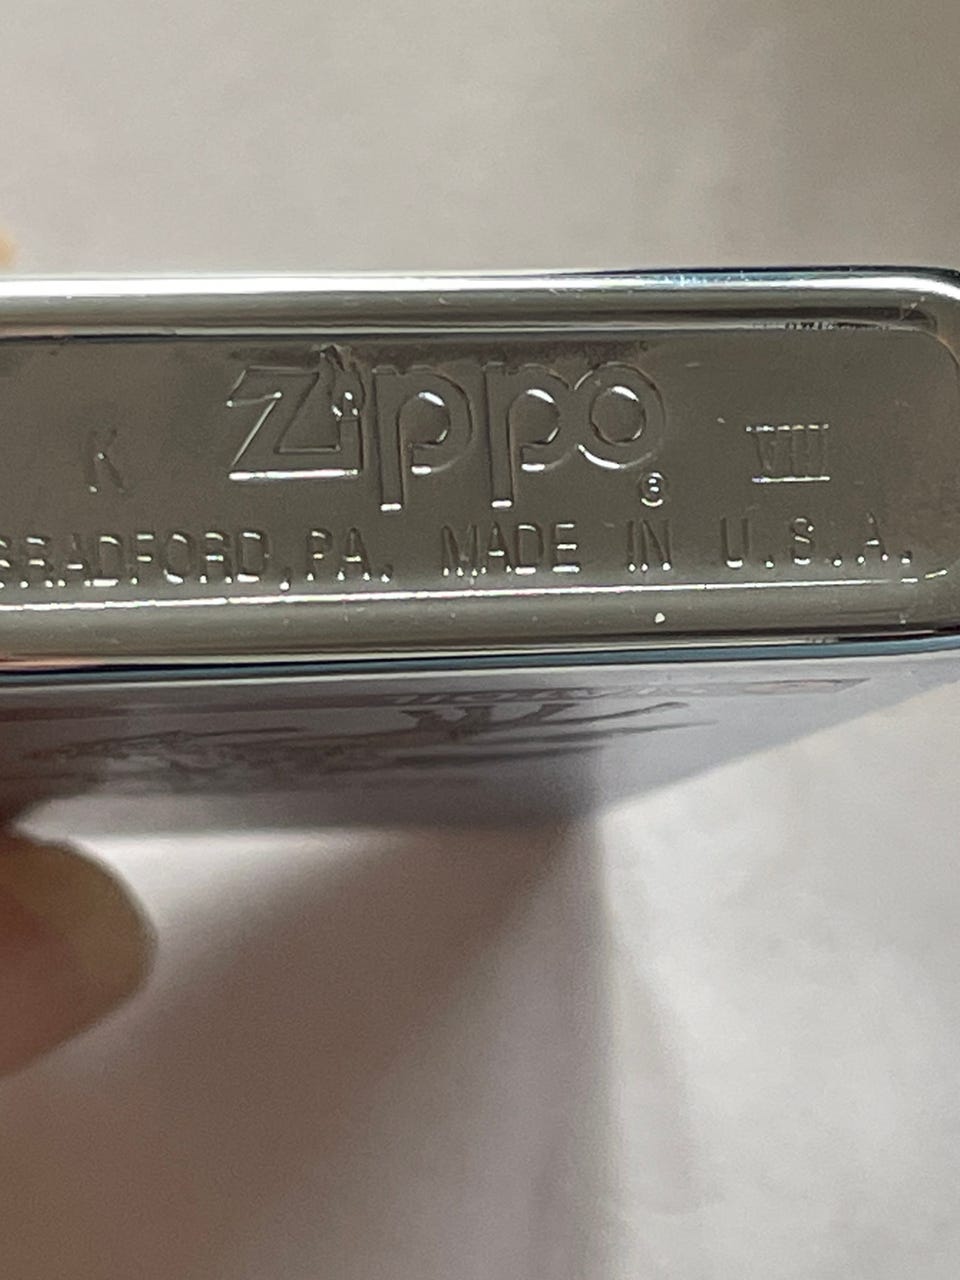 K Zippo ® VIII
BRADFORD, PA. MADE IN U.S.A.